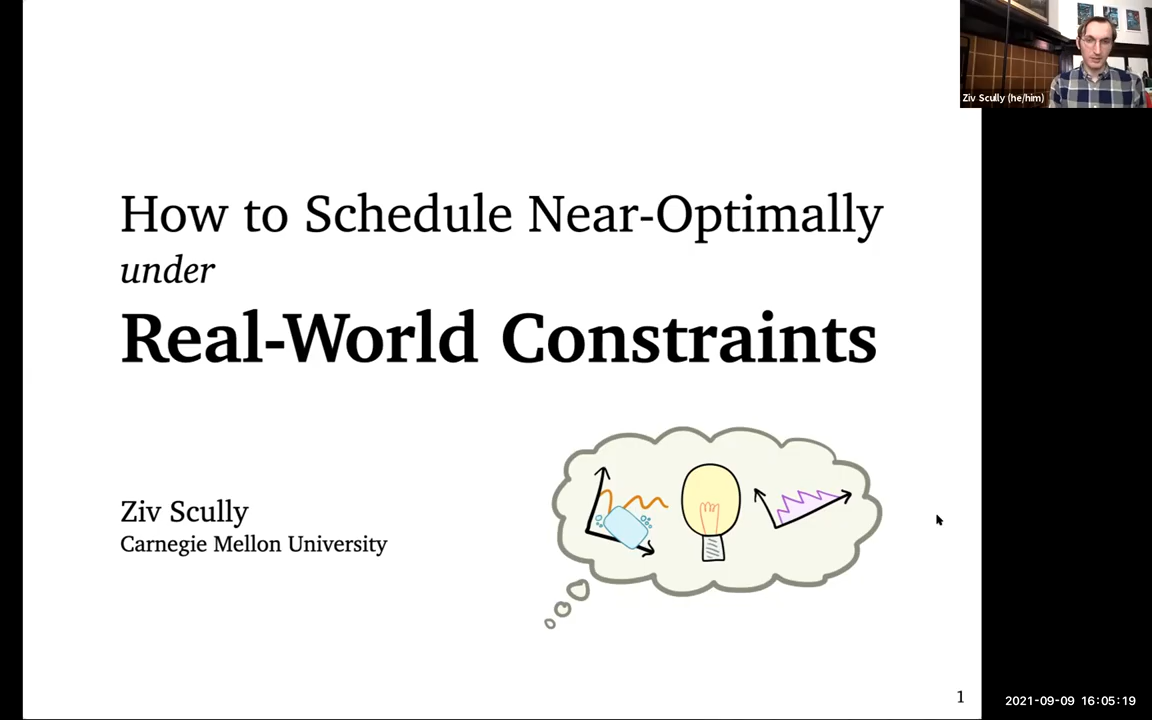 How to Schedule Near-Optimally
under
Real-World Constraints
Ziv Scully
Carnegie Mellon University
1
Ziv Scully (he/him)
2021-09-09 16:05:19